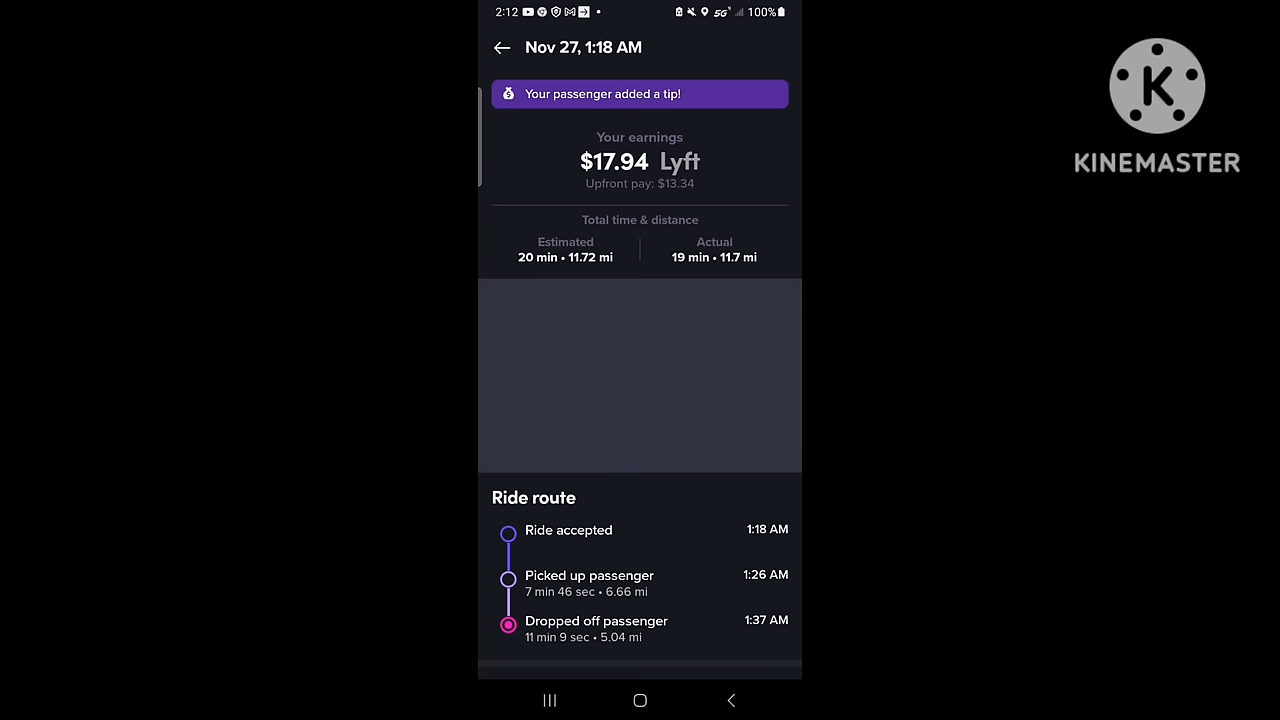 2:12 5G 100%
Nov 27, 1:18 AM
Your passenger added a tip!
Your earnings
$17.94 Lyft
Upfront pay: $13.34
Total time & distance
Estimated Actual
20 min • 11.72 mi 19 min • 11.7 mi
Ride route
Ride accepted 1:18 AM
Picked up passenger 1:26 AM
7 min 46 sec • 6.66 mi
Dropped off passenger 1:37 AM
11 min 9 sec • 5.04 mi
K
KINEMASTER